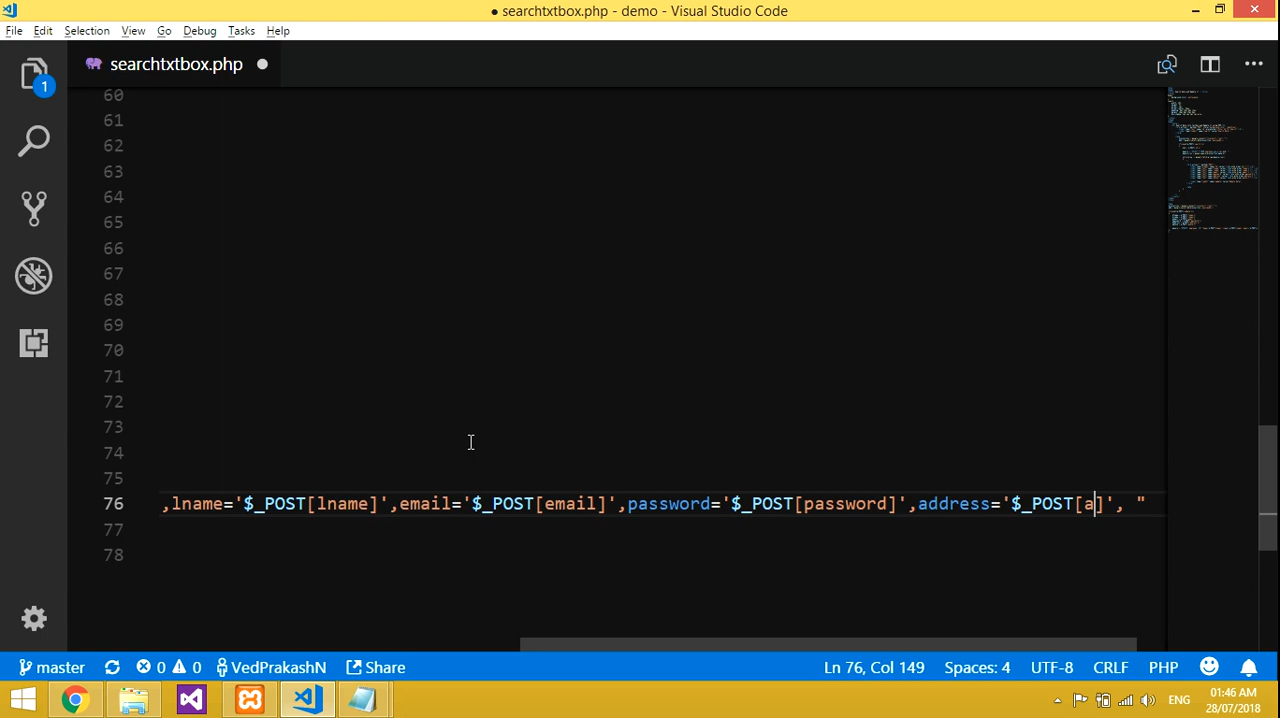 ● searchtxtbox.php - demo - Visual Studio Code
File Edit Selection View Go Debug Tasks Help
1
searchtxtbox.php
60
61
62
63
64
65
66
67
68
69
70
71
72
73
74
75
76 ,lname='$_POST[lname]',email='$_POST[email]',password='$_POST[password]',address='$_POST[a]', "
77
78
master 0 0 VedPrakashN Share Ln 76, Col 149 Spaces: 4 UTF-8 CRLF PHP
ENG
01:46 AM
28/07/2018